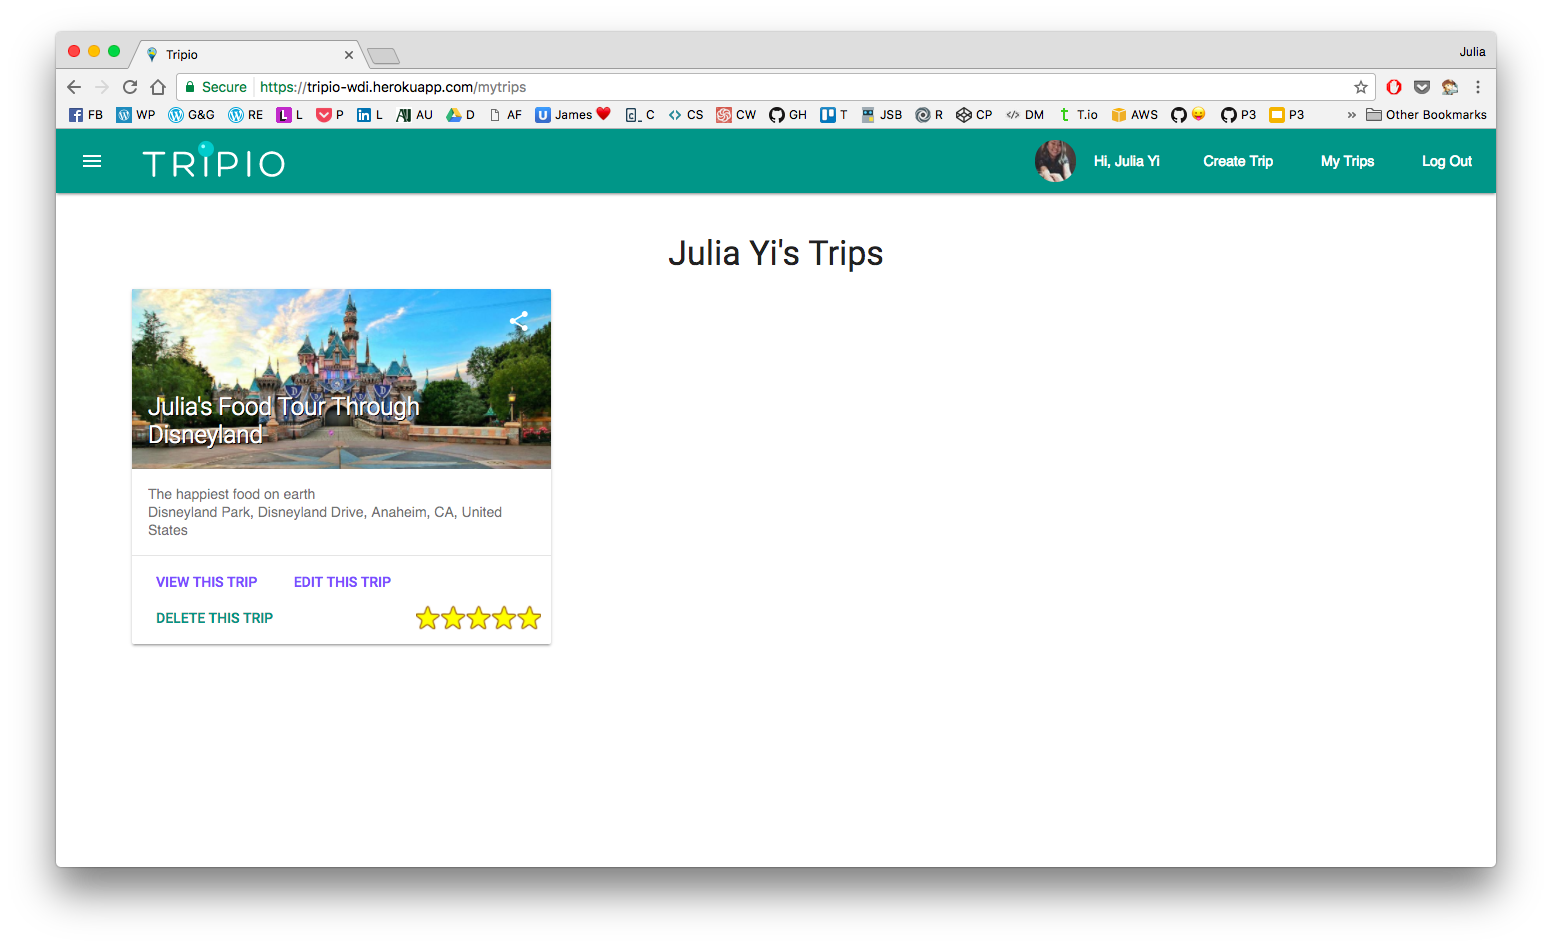 Tripio
Julia
Secure https://tripio-wdi.herokuapp.com/mytrips
FB WP G&G RE L P L AU D AF James C CS CW GH T JSB R CP DM T.io AWS P3 P3 » Other Bookmarks
TRIPIO
Hi, Julia Yi Create Trip My Trips Log Out
Julia Yi's Trips
Julia's Food Tour Through
Disneyland
The happiest food on earth
Disneyland Park, Disneyland Drive, Anaheim, CA, United
States
VIEW THIS TRIP EDIT THIS TRIP
DELETE THIS TRIP